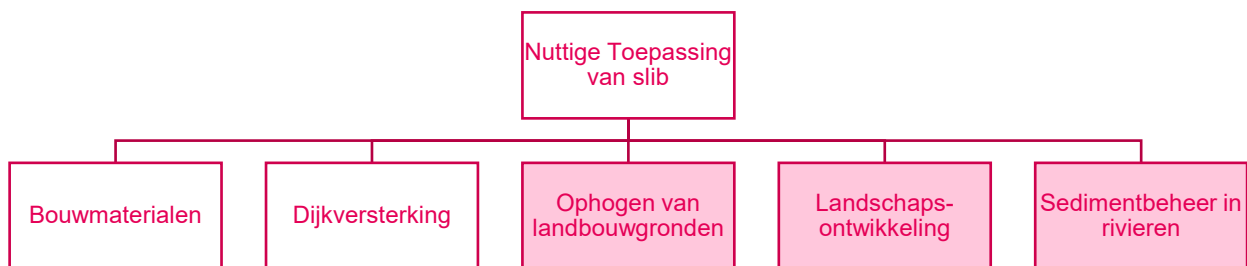 Nuttige Toepassing
van slib
Bouwmaterialen
Dijkversterking
Ophogen van
landbouwgronden
Landschaps-
ontwikkeling
Sedimentbeheer in
rivieren